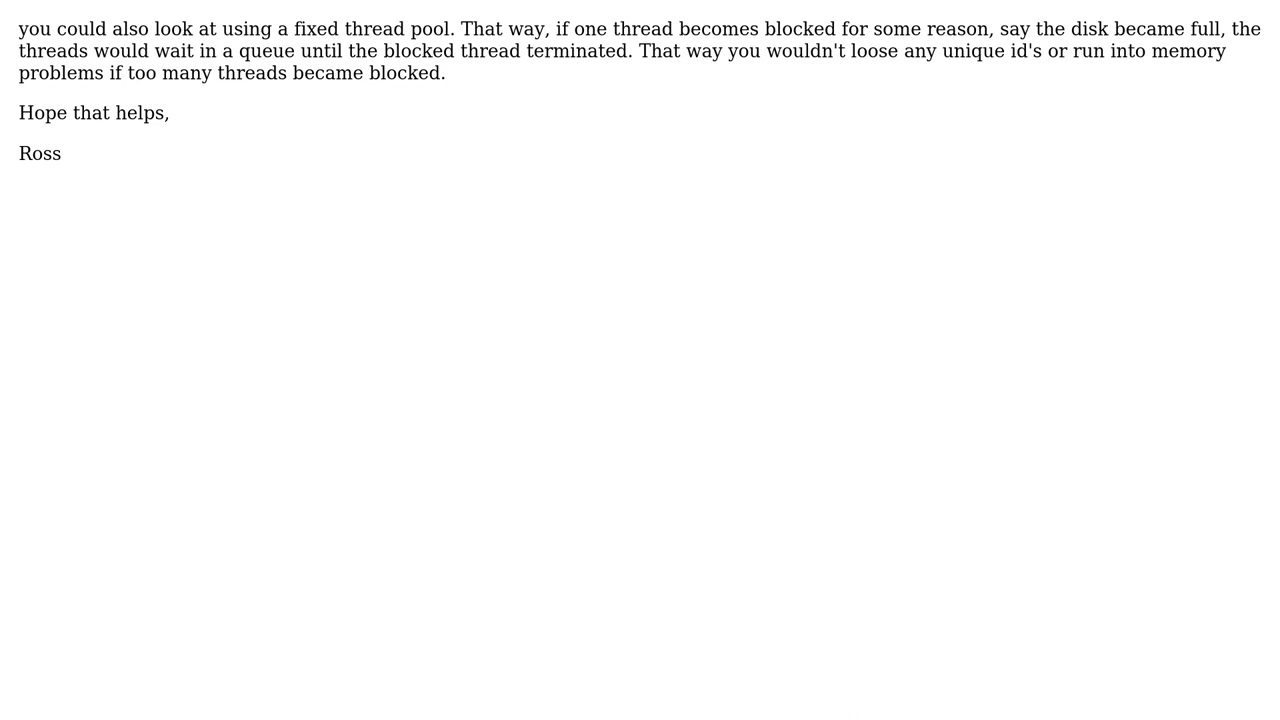 you could also look at using a fixed thread pool. That way, if one thread becomes blocked for some reason, say the disk became full, the
threads would wait in a queue until the blocked thread terminated. That way you wouldn't loose any unique id's or run into memory
problems if too many threads became blocked.
Hope that helps,
Ross